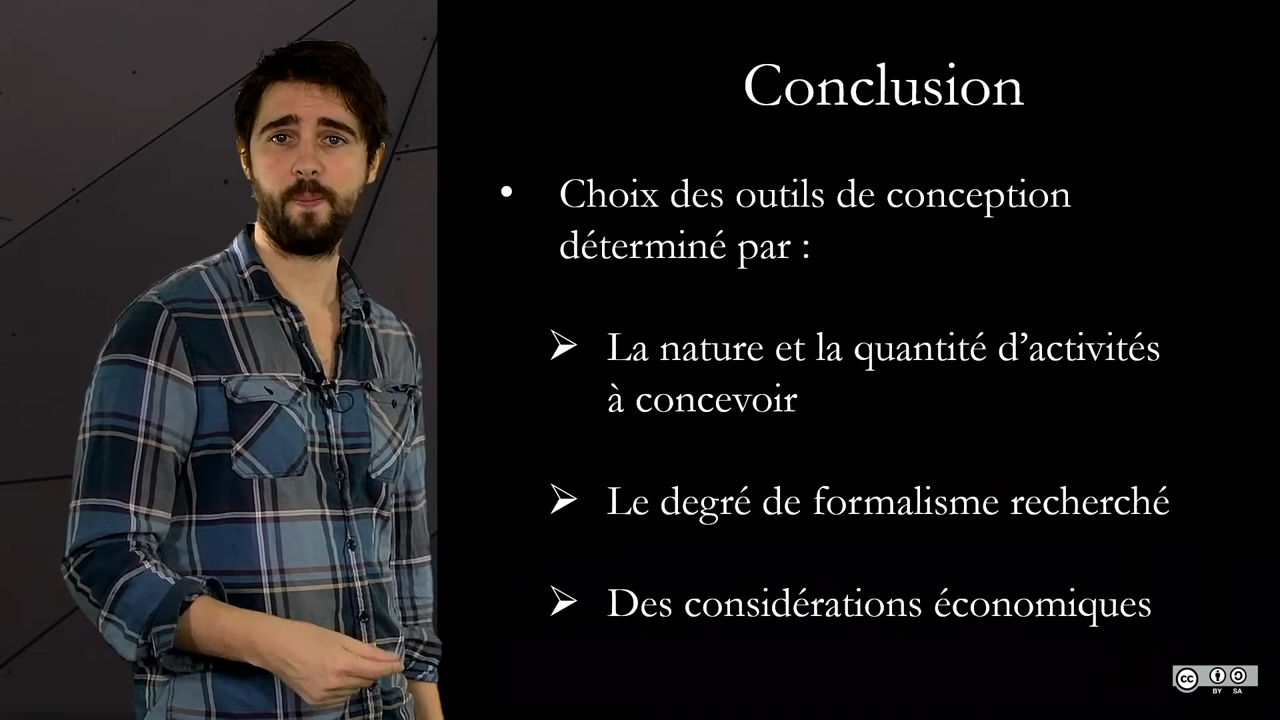 Conclusion
• Choix des outils de conception
déterminé par :
➢ La nature et la quantité d’activités
à concevoir
➢ Le degré de formalisme recherché
➢ Des considérations économiques
cc
BY SA